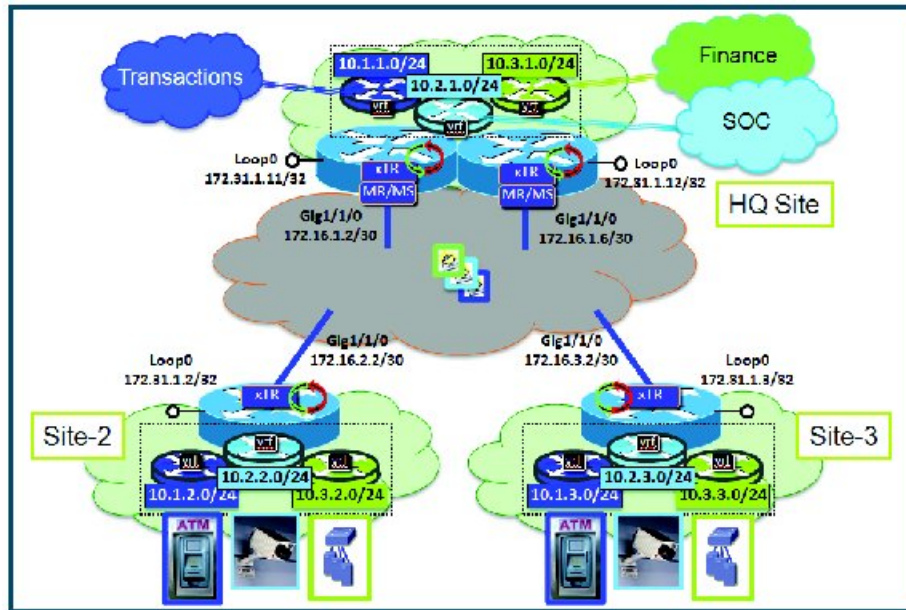 Transactions
10.1.1.0/24
10.2.1.0/24
10.3.1.0/24
Finance
SOC
vrf
vrf
vrf
Loop0
172.31.1.11/32
xTR
MR/MS
xTR
MR/MS
Loop0
172.31.1.12/32
HQ Site
Gig1/1/0
172.16.1.2/30
Gig1/1/0
172.16.1.6/30
Gig1/1/0
172.16.2.2/30
Gig1/1/0
172.16.3.2/30
Loop0
172.31.1.2/32
Loop0
172.31.1.3/32
xTR
xTR
Site-2
Site-3
vrf
vrf
vrf
vrf
vrf
vrf
10.1.2.0/24
10.2.2.0/24
10.3.2.0/24
10.1.3.0/24
10.2.3.0/24
10.3.3.0/24
ATM
ATM